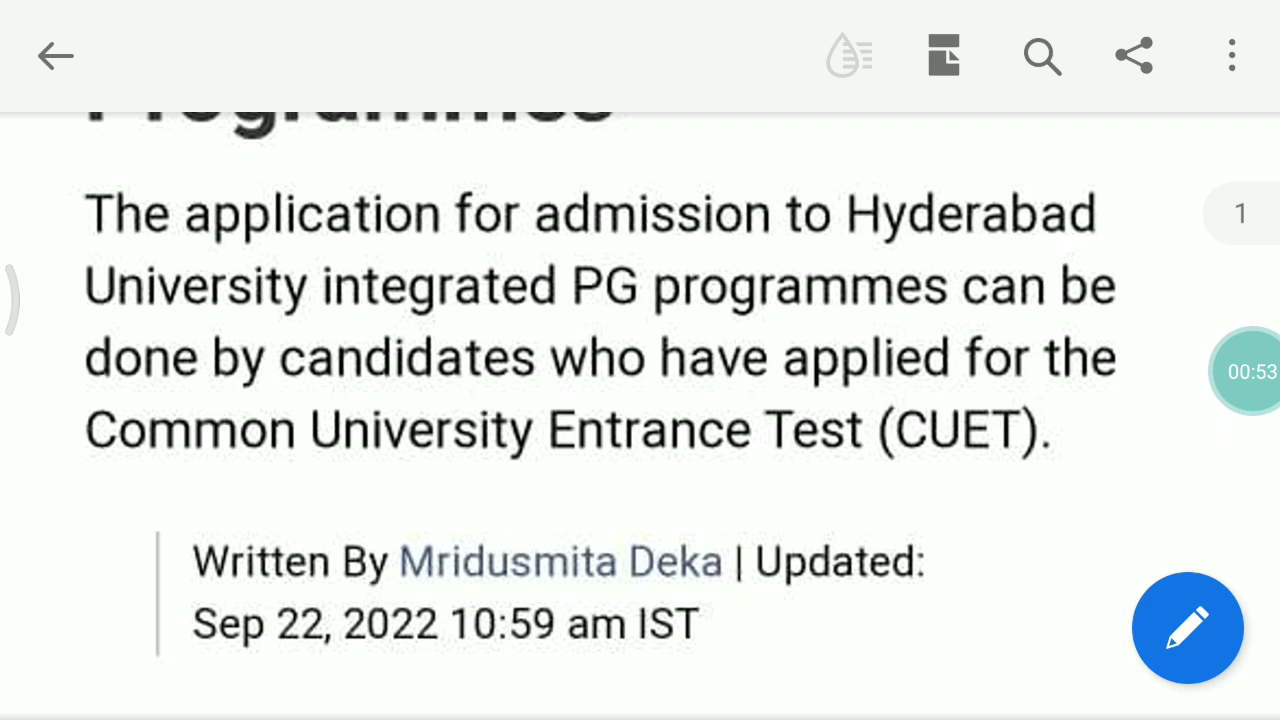 Programmes
The application for admission to Hyderabad
1
University integrated PG programmes can be
done by candidates who have applied for the
00:53
Common University Entrance Test (CUET).
Written By Mridusmita Deka | Updated:
Sep 22, 2022 10:59 am IST